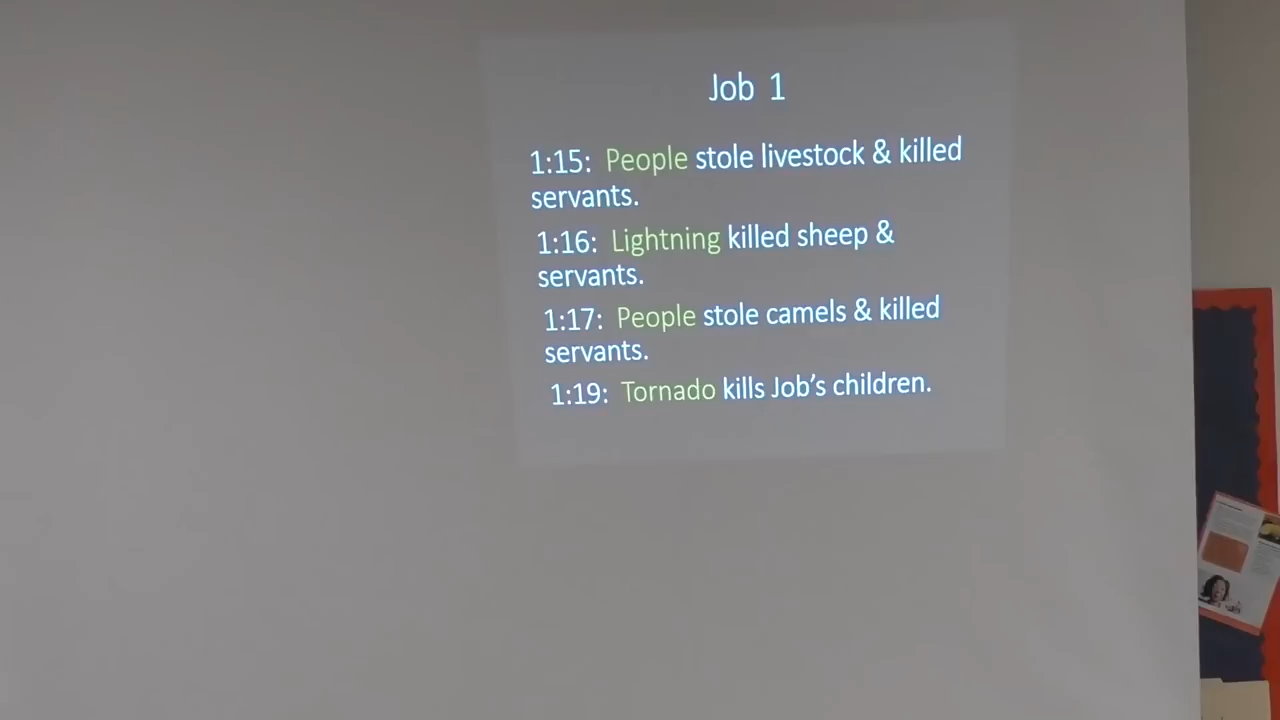 Job 1
1:15: People stole livestock & killed
servants.
1:16: Lightning killed sheep &
servants.
1:17: People stole camels & killed
servants.
1:19: Tornado kills Job’s children.